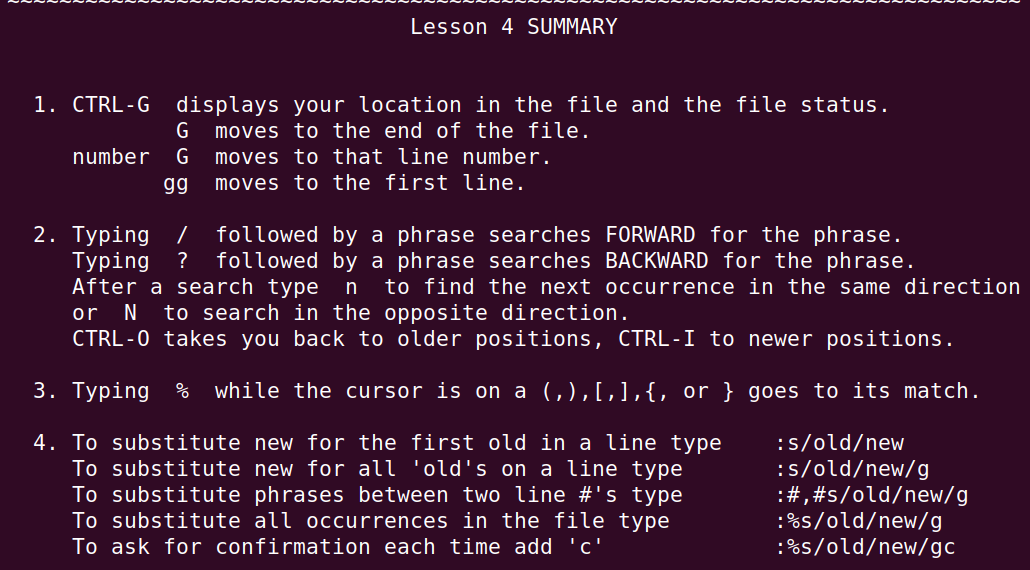 ~~~~~~~~~~~~~~~~~~~~~~~~~~~~~~~~~~~~~~~~~~~~~~~~~~~~~~~~~~~~~~~~~~~~~~~~~~~~~~
Lesson 4 SUMMARY
1. CTRL-G  displays your location in the file and the file status.
G  moves to the end of the file.
number  G  moves to that line number.
gg  moves to the first line.
2. Typing  /  followed by a phrase searches FORWARD for the phrase.
Typing  ?  followed by a phrase searches BACKWARD for the phrase.
After a search type  n  to find the next occurrence in the same direction
or  N  to search in the opposite direction.
CTRL-O takes you back to older positions, CTRL-I to newer positions.
3. Typing  %  while the cursor is on a (,),[,],{, or } goes to its match.
4. To substitute new for the first old in a line type    :s/old/new
To substitute new for all 'old's on a line type       :s/old/new/g
To substitute phrases between two line #'s type       :#,#s/old/new/g
To substitute all occurrences in the file type        :%s/old/new/g
To ask for confirmation each time add 'c'             :%s/old/new/gc